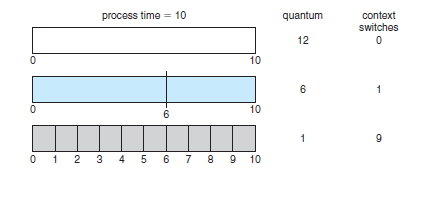 process time = 10 quantum context
switches
12 0
0 10
6 1
0 6 10
1 9
0 1 2 3 4 5 6 7 8 9 10